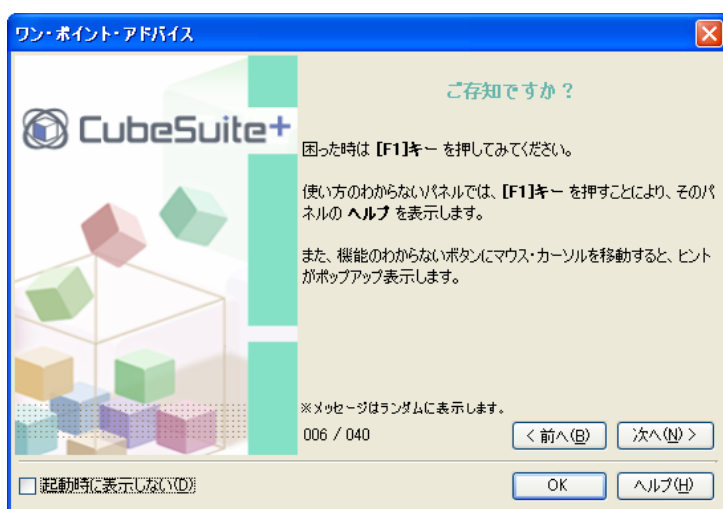 ワン・ポイント・アドバイス
CubeSuite+
ご存知ですか？
困った時は [F1]キー を押してみてください。
使い方のわからないパネルでは、[F1]キー を押すことにより、そのパ
ネルの ヘルプ を表示します。
また、機能のわからないボタンにマウス・カーソルを移動すると、ヒント
がポップアップ表示します。
※メッセージはランダムに表示します。
006 / 040
< 前へ(B)
次へ(N) >
起動時に表示しない(D)
OK
ヘルプ(H)